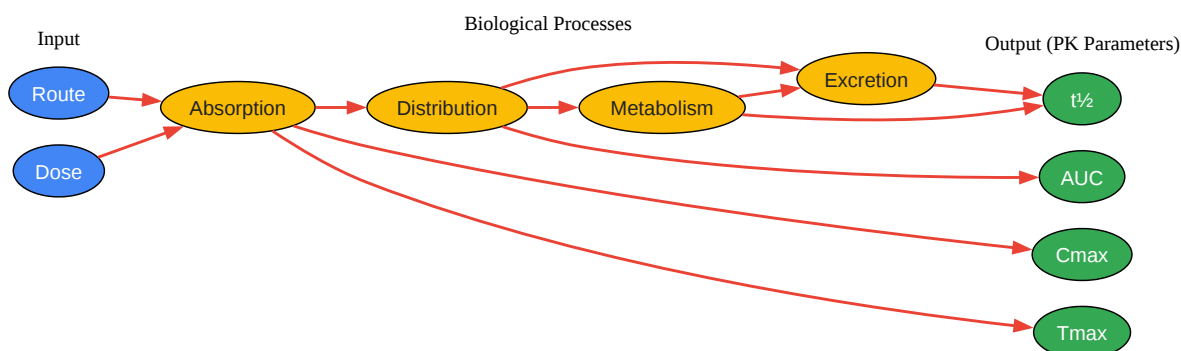 Biological Processes
Input
Output (PK Parameters)
Route
Absorption
Distribution
Metabolism
Excretion
t½
Dose
AUC
Cmax
Tmax